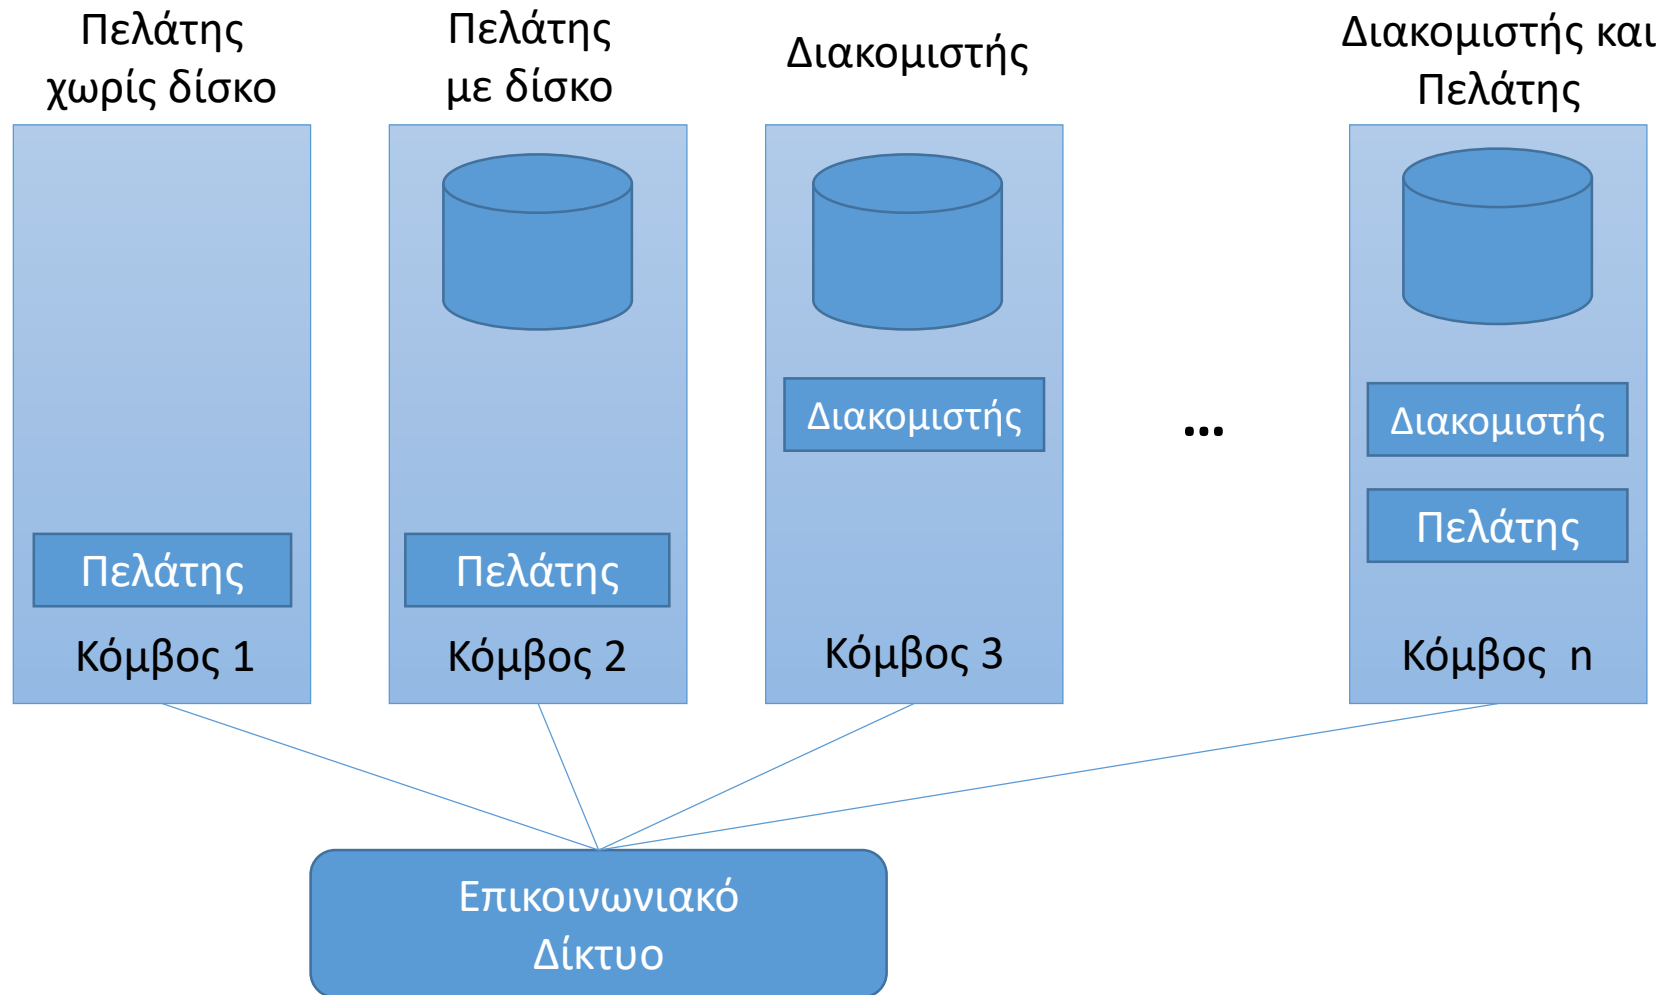 Πελάτης
χωρίς δίσκο
Πελάτης
με δίσκο
Διακομιστής
Διακομιστής και
Πελάτης
Διακομιστής
...
Διακομιστής
Πελάτης
Πελάτης
Πελάτης
Κόμβος 1
Κόμβος 2
Κόμβος 3
Κόμβος n
Επικοινωνιακό
Δίκτυο